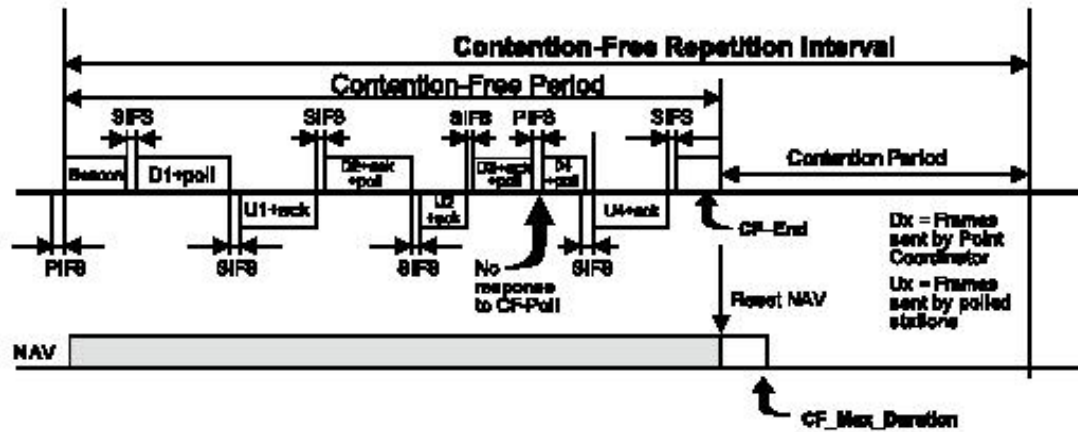 Contention-Free Repetition Interval
Contention-Free Period
SIFS
SIFS
SIFS
PIFS
SIFS
Contention Period
Beacon
D1+poll
D2+ack
+poll
D3+ack
+poll
D4
+poll
U1+ack
U2
+ack
U4+ack
CF-End
PIFS
SIFS
SIFS
No
response
to CF-Poll
SIFS
Reset NAV
Dx = Frames
sent by Point
Coordinator
Ux = Frames
sent by polled
stations
NAV
CF_Max_Duration